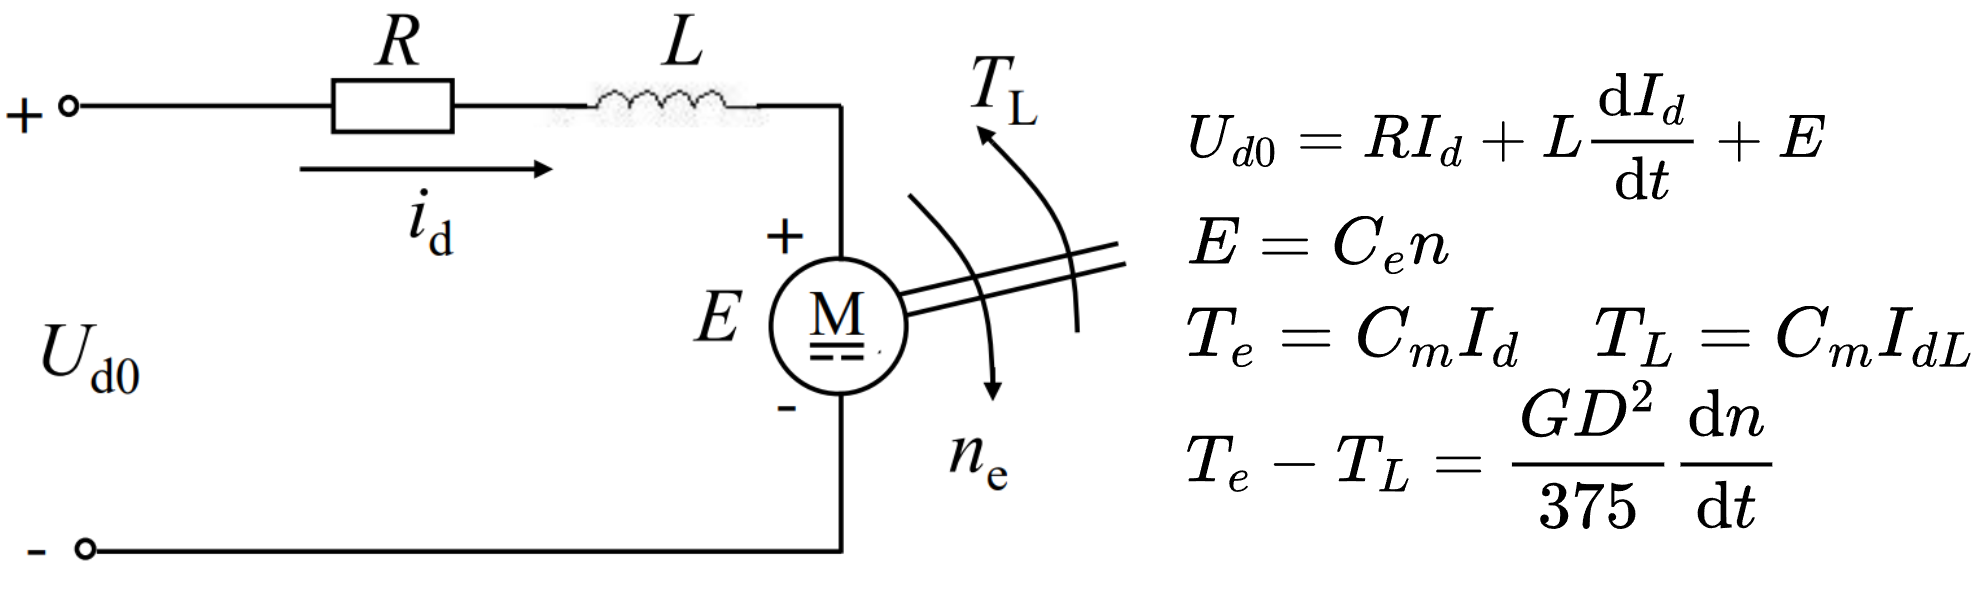 R
L
T_L
+
i_d
+
E
M
U_{d0}
-
n_e
-
U_{d0} = RI_d + L\frac{dI_d}{dt} + E
E = C_e n
T_e = C_m I_d T_L = C_m I_{dL}
T_e - T_L = \frac{GD^2}{375} \frac{dn}{dt}